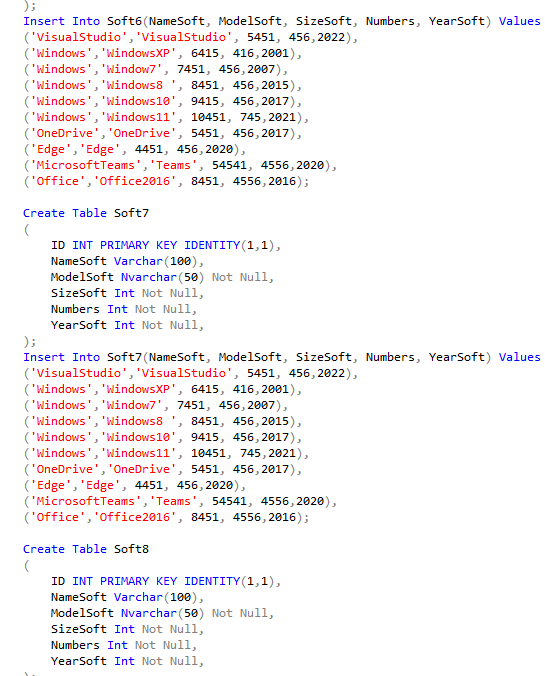 );
Insert Into Soft6(NameSoft, ModelSoft, SizeSoft, Numbers, YearSoft) Values
('VisualStudio','VisualStudio', 5451, 456,2022),
('Windows','WindowsXP', 6415, 416,2001),
('Windows','Window7', 7451, 456,2007),
('Windows','Windows8 ', 8451, 456,2015),
('Windows','Windows10', 9415, 456,2017),
('Windows','Windows11', 10451, 745,2021),
('OneDrive','OneDrive', 5451, 456,2017),
('Edge','Edge', 4451, 456,2020),
('MicrosoftTeams','Teams', 54541, 4556,2020),
('Office','Office2016', 8451, 4556,2016);
Create Table Soft7
(
ID INT PRIMARY KEY IDENTITY(1,1),
NameSoft Varchar(100),
ModelSoft Nvarchar(50) Not Null,
SizeSoft Int Not Null,
Numbers Int Not Null,
YearSoft Int Not Null,
);
Insert Into Soft7(NameSoft, ModelSoft, SizeSoft, Numbers, YearSoft) Values
('VisualStudio','VisualStudio', 5451, 456,2022),
('Windows','WindowsXP', 6415, 416,2001),
('Windows','Window7', 7451, 456,2007),
('Windows','Windows8 ', 8451, 456,2015),
('Windows','Windows10', 9415, 456,2017),
('Windows','Windows11', 10451, 745,2021),
('OneDrive','OneDrive', 5451, 456,2017),
('Edge','Edge', 4451, 456,2020),
('MicrosoftTeams','Teams', 54541, 4556,2020),
('Office','Office2016', 8451, 4556,2016);
Create Table Soft8
(
ID INT PRIMARY KEY IDENTITY(1,1),
NameSoft Varchar(100),
ModelSoft Nvarchar(50) Not Null,
SizeSoft Int Not Null,
Numbers Int Not Null,
YearSoft Int Not Null,
);